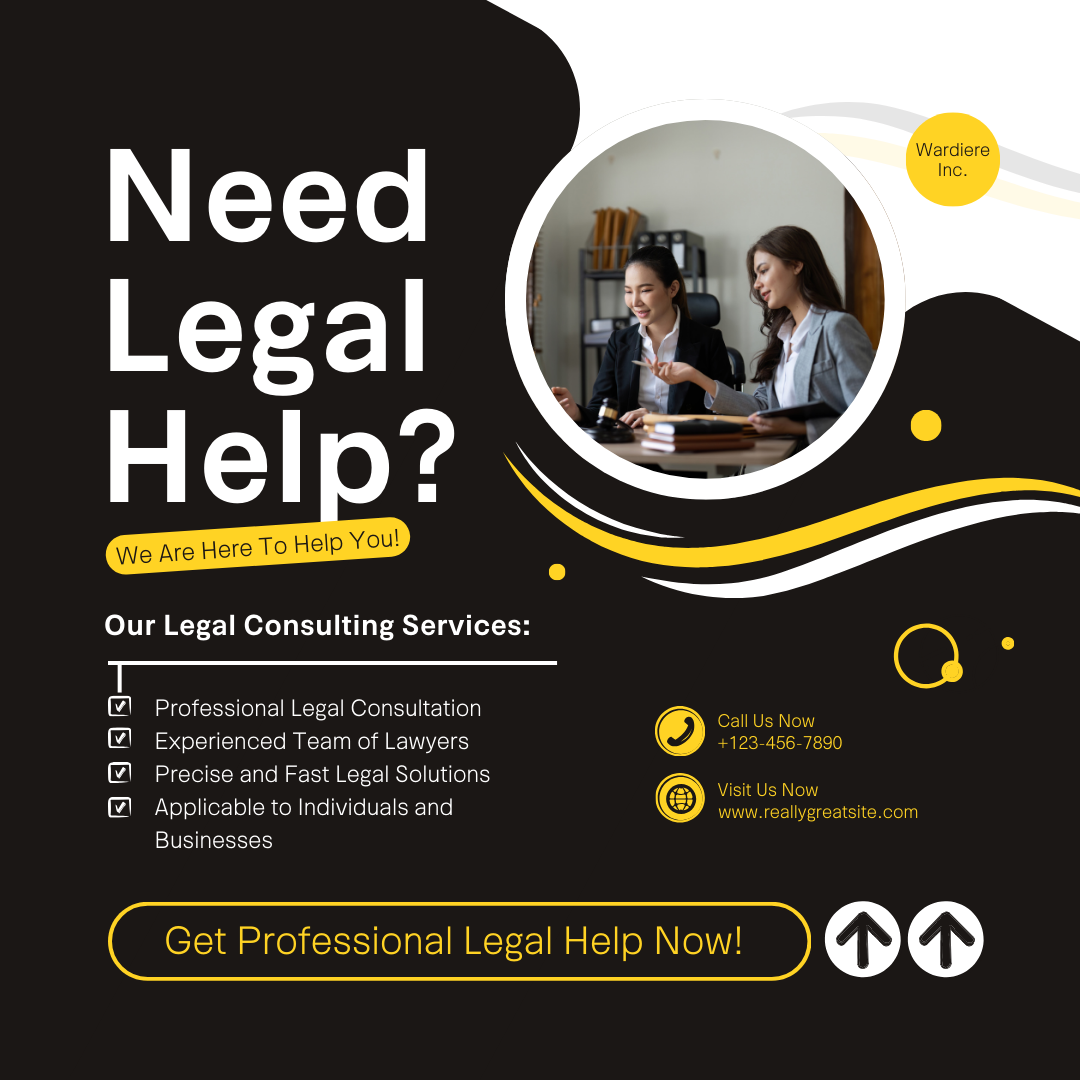 Wardiere
Inc.
Need
Legal
Help?
We Are Here To Help You!
Our Legal Consulting Services:
Professional Legal Consultation
Experienced Team of Lawyers
Precise and Fast Legal Solutions
Applicable to Individuals and
Businesses
Call Us Now
+123-456-7890
Visit Us Now
www.reallygreatsite.com
Get Professional Legal Help Now!